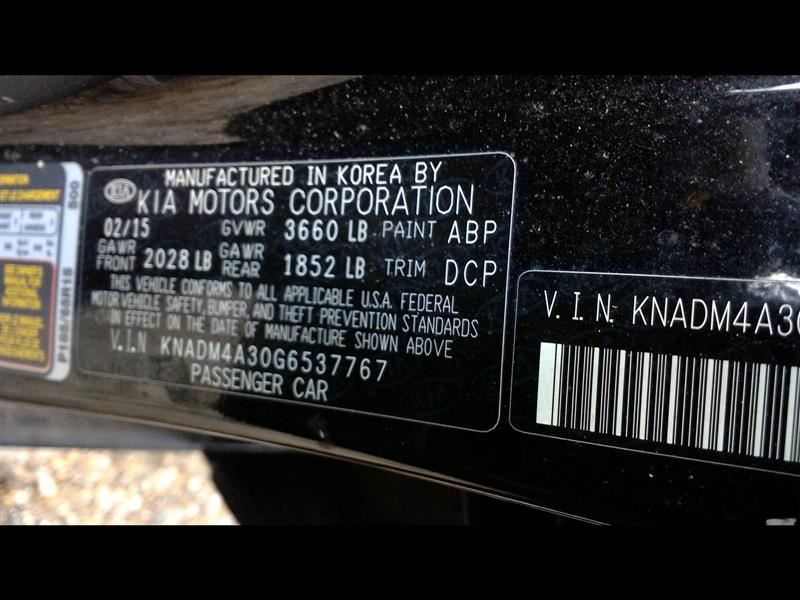 MANUFACTURED IN KOREA BY
KIA KIA MOTORS CORPORATION
02/15 GVWR 3660 LB PAINT ABP
GAWR FRONT 2028 LB GAWR REAR 1852 LB TRIM DCP
THIS VEHICLE CONFORMS TO ALL APPLICABLE U.S.A. FEDERAL
MOTOR VEHICLE SAFETY, BUMPER, AND THEFT PREVENTION STANDARDS
IN EFFECT ON THE DATE OF MANUFACTURE SHOWN ABOVE
V.I.N KNADM4A30G6537767
PASSENGER CAR
V. I. N. KNADM4A30